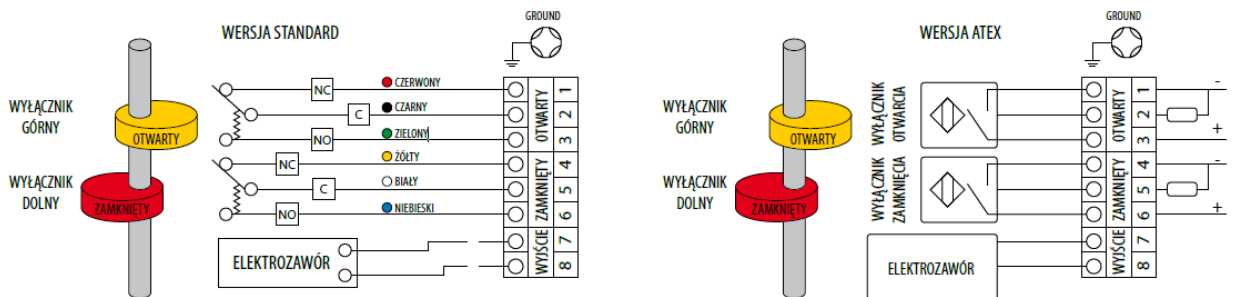 WERSJA STANDARD
GROUND
WYŁĄCZNIK
GÓRNY
OTWARTY
WYŁĄCZNIK
DOLNY
ZAMKNIĘTY
NC
CZERWONY
C
CZARNY
NO
ZIELONY
NC
ŻÓŁTY
C
BIAŁY
NO
NIEBIESKI
ELEKTROZAWÓR
OTWARTY
ZAMKNIĘTY
WYJŚCIE
1
2
3
4
5
6
7
8
WERSJA ATEX
GROUND
WYŁĄCZNIK
GÓRNY
OTWARTY
WYŁĄCZNIK
DOLNY
ZAMKNIĘTY
WYŁĄCZNIK
OTWARCIA
WYŁĄCZNIK
ZAMKNIĘCIA
ELEKTROZAWÓR
OTWARTY
ZAMKNIĘTY
WYJŚCIE
1
2
3
4
5
6
7
8
-
+
-
+